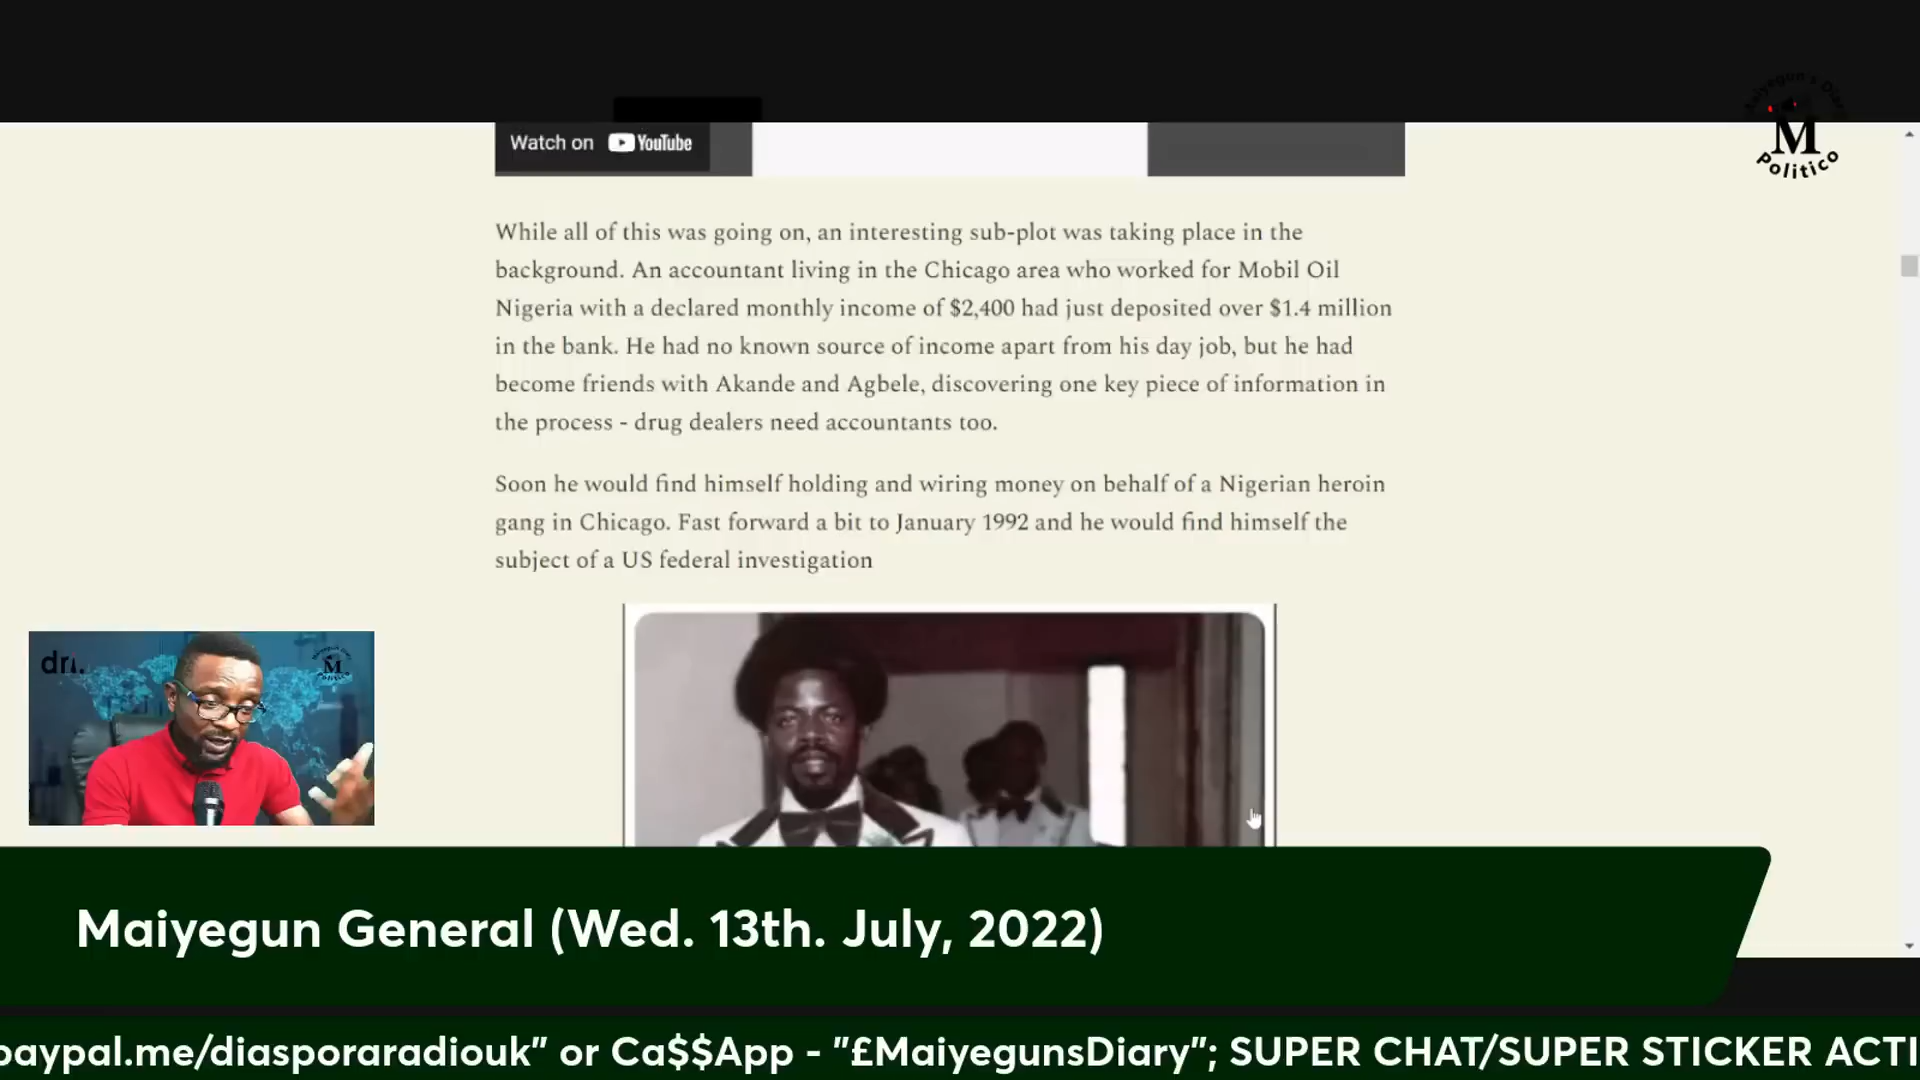 Maiyegun's Diary
M
Politico
Watch on YouTube
While all of this was going on, an interesting sub-plot was taking place in the
background. An accountant living in the Chicago area who worked for Mobil Oil
Nigeria with a declared monthly income of $2,400 had just deposited over $1.4 million
in the bank. He had no known source of income apart from his day job, but he had
become friends with Akande and Agbele, discovering one key piece of information in
the process - drug dealers need accountants too.
Soon he would find himself holding and wiring money on behalf of a Nigerian heroin
gang in Chicago. Fast forward a bit to January 1992 and he would find himself the
subject of a US federal investigation
M
Maiyegun General (Wed. 13th. July, 2022)
paypal.me/diasporaradiouk" or Ca$$App - "£MaiyegunsDiary"; SUPER CHAT/SUPER STICKER ACTI